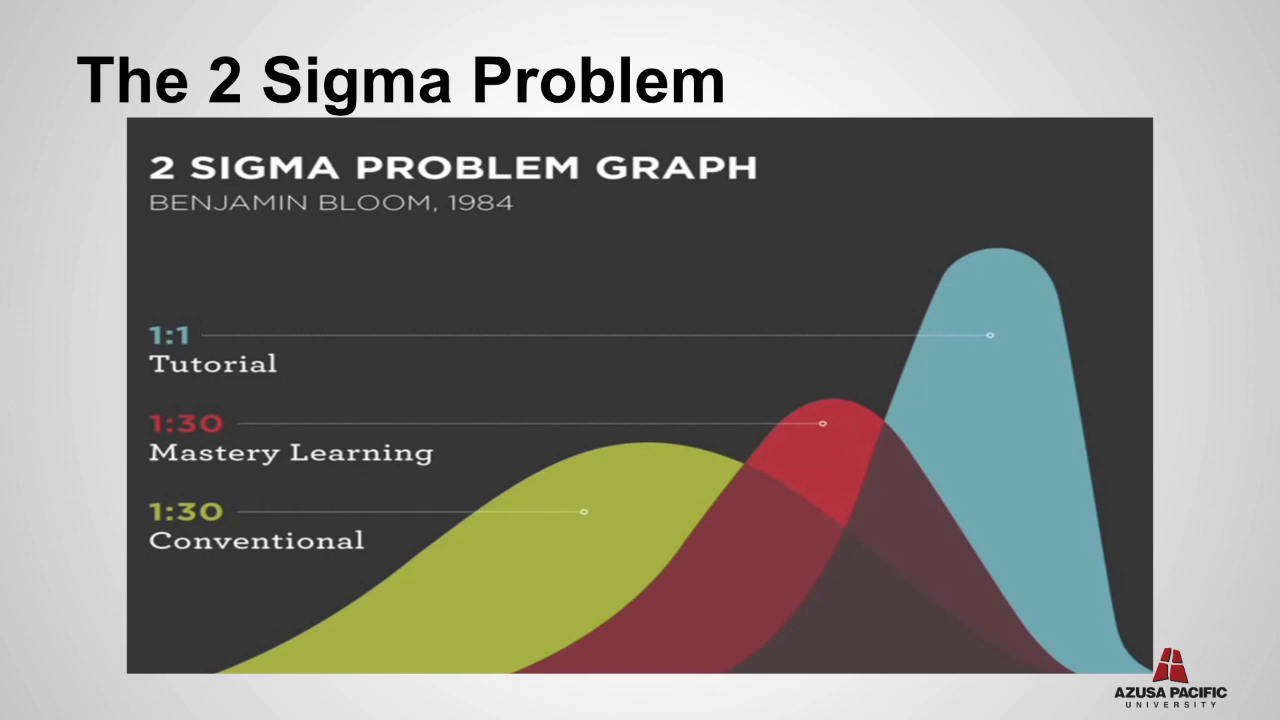 The 2 Sigma Problem
2 SIGMA PROBLEM GRAPH
BENJAMIN BLOOM, 1984
1:1
Tutorial
1:30
Mastery Learning
1:30
Conventional
AZUSA PACIFIC
UNIVERSITY